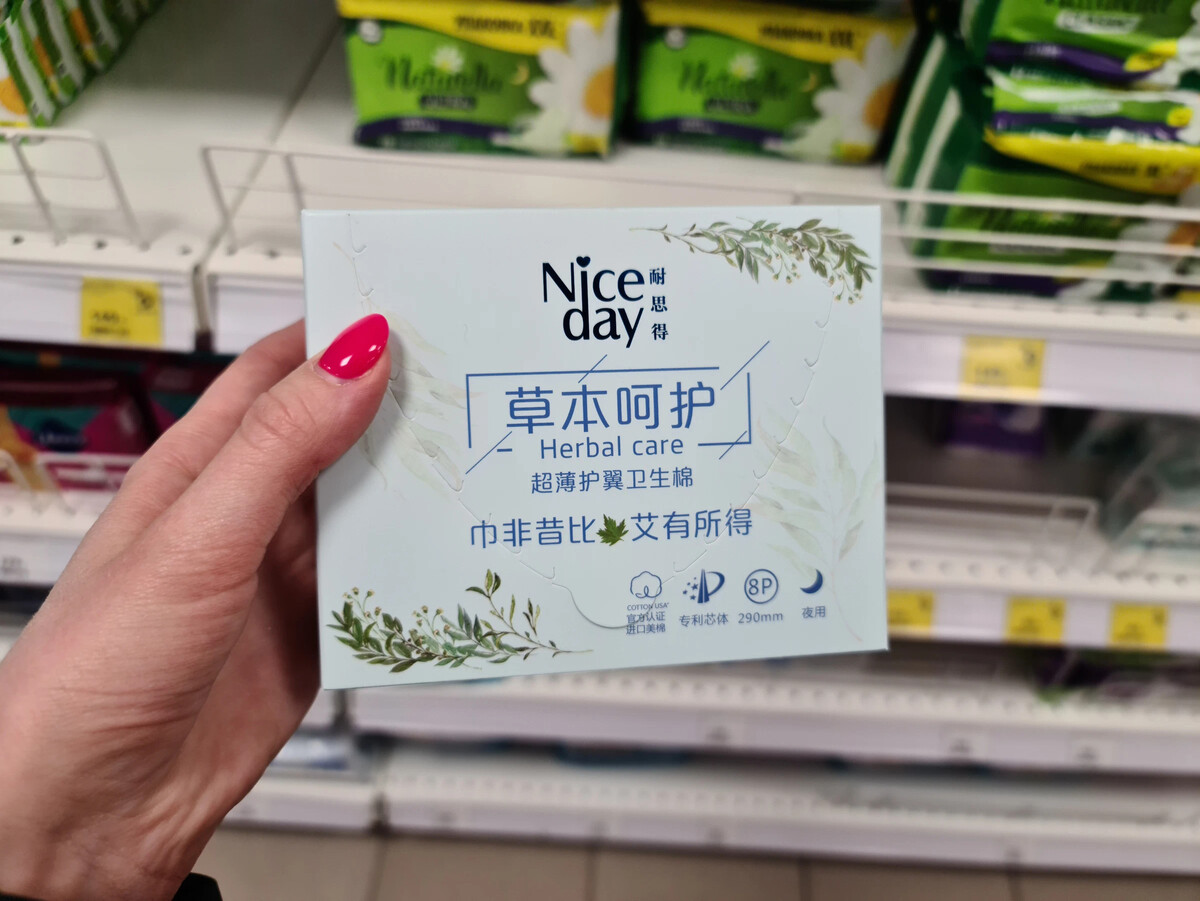 Naturella
Naturella
Nice
day
耐思得
草本呵护
Herbal care
超薄护翼卫生棉
巾非昔比
艾有所得
COTTON USA
官方认证
进口美棉
专利芯体
8P
290mm
夜用